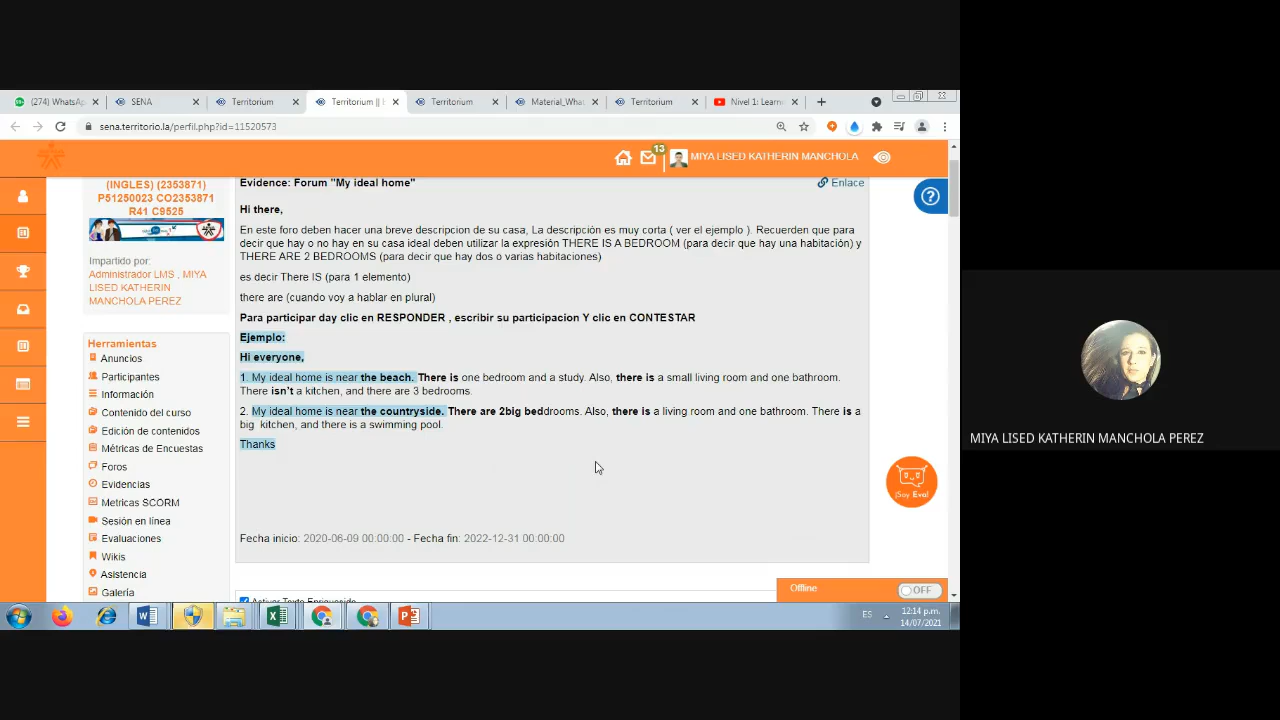 (274) WhatsAp
SENA
Territorium
Territorium || 
Territorium
Material_Wha
Territorium
Nivel 1: Learn
sena.territorio.la/perfil.php?id=11520573
13
MIYA LISED KATHERIN MANCHOLA
(INGLES) (2353871)
P51250023 CO2353871
R41 C9525
Impartido por:
Administrador LMS , MIYA
LISED KATHERIN
MANCHOLA PEREZ
Herramientas
Anuncios
Participantes
Información
Contenido del curso
Edición de contenidos
Métricas de Encuestas
Foros
Evidencias
Metricas SCORM
Sesión en línea
Evaluaciones
Wikis
Asistencia
Galería
Evidence: Forum "My ideal home"
Enlace
Hi there,
En este foro deben hacer una breve descripcion de su casa, La descripción es muy corta ( ver el ejemplo ). Recuerden que para
decir que hay o no hay en su casa ideal deben utilizar la expresión THERE IS A BEDROOM (para decir que hay una habitación) y
THERE ARE 2 BEDROOMS (para decir que hay dos o varias habitaciones)
es decir There IS (para 1 elemento)
there are (cuando voy a hablar en plural)
Para participar day clic en RESPONDER , escribir su participacion Y clic en CONTESTAR
Ejemplo:
Hi everyone,
1. My ideal home is near the beach. There is one bedroom and a study. Also, there is a small living room and one bathroom.
There isn't a kitchen, and there are 3 bedrooms.
2. My ideal home is near the countryside. There are 2big bedrooms. Also, there is a living room and one bathroom. There is a
big kitchen, and there is a swimming pool.
Thanks
Fecha inicio: 2020-06-09 00:00:00 - Fecha fin: 2022-12-31 00:00:00
Activar Texto Enriquecido
¡Soy Eva!
Offline
OFF
ES
12:14 p.m.
14/07/2021
MIYA LISED KATHERIN MANCHOLA PEREZ